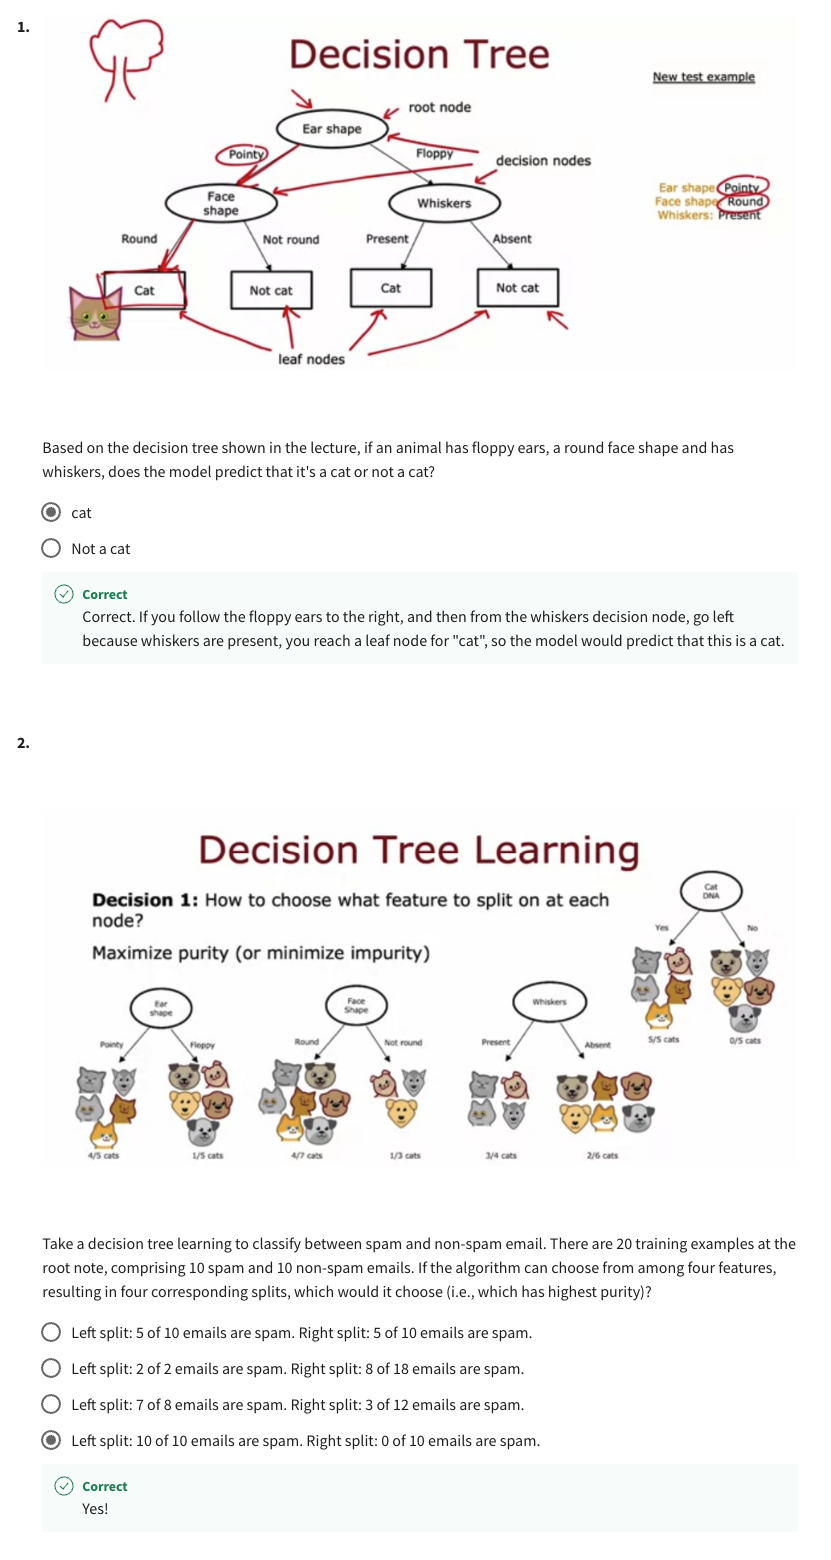 1.
Decision Tree
New test example
root node
Ear shape
Pointy
Floppy
decision nodes
Ear shape: Pointy
Face shape: Round
Whiskers: Present
Face
shape
Whiskers
Round
Not round
Present
Absent
Cat
Not cat
Cat
Not cat
leaf nodes
Based on the decision tree shown in the lecture, if an animal has floppy ears, a round face shape and has
whiskers, does the model predict that it's a cat or not a cat?
cat
Not a cat
Correct
Correct. If you follow the floppy ears to the right, and then from the whiskers decision node, go left
because whiskers are present, you reach a leaf node for "cat", so the model would predict that this is a cat.
2.
Decision Tree Learning
Decision 1: How to choose what feature to split on at each
node?
Maximize purity (or minimize impurity)
Cat
DNA
Yes
No
5/5 cats
0/5 cats
Ear
shape
Pointy
Floppy
4/5 cats
1/5 cats
Face
Shape
Round
Not round
4/7 cats
1/3 cats
Whiskers
Present
Absent
3/4 cats
2/6 cats
Take a decision tree learning to classify between spam and non-spam email. There are 20 training examples at the
root note, comprising 10 spam and 10 non-spam emails. If the algorithm can choose from among four features,
resulting in four corresponding splits, which would it choose (i.e., which has highest purity)?
Left split: 5 of 10 emails are spam. Right split: 5 of 10 emails are spam.
Left split: 2 of 2 emails are spam. Right split: 8 of 18 emails are spam.
Left split: 7 of 8 emails are spam. Right split: 3 of 12 emails are spam.
Left split: 10 of 10 emails are spam. Right split: 0 of 10 emails are spam.
Correct
Yes!